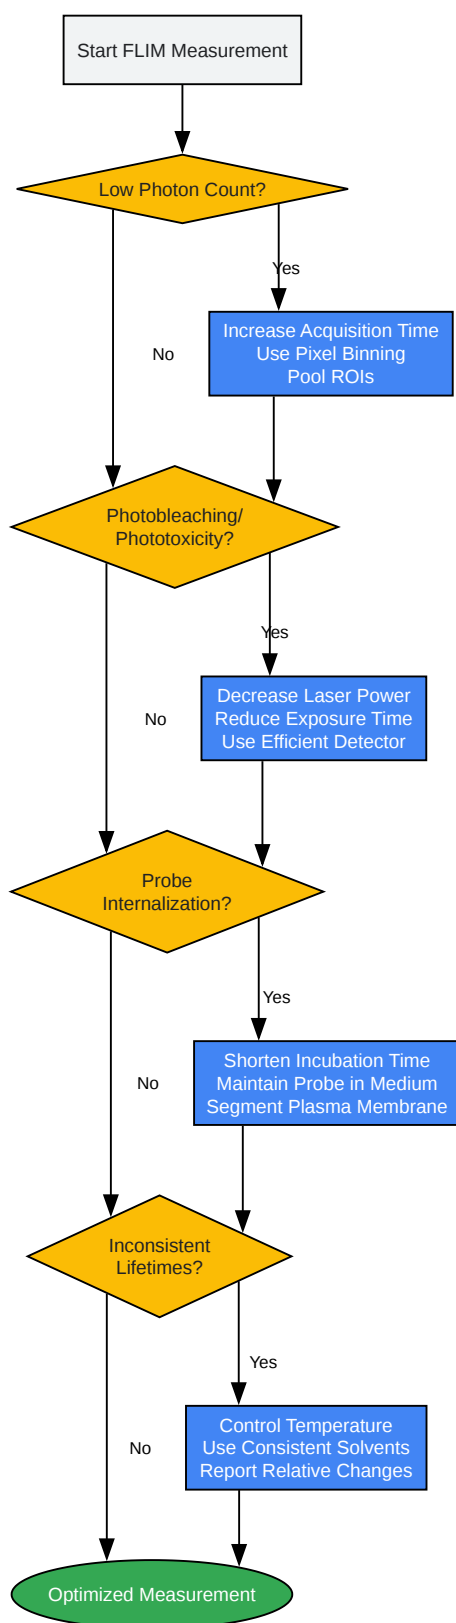 Start FLIM Measurement
Low Photon Count?
Yes
Increase Acquisition Time
Use Pixel Binning
Pool ROIs
No
Photobleaching/
Phototoxicity?
Yes
Decrease Laser Power
Reduce Exposure Time
Use Efficient Detector
No
Probe
Internalization?
Yes
Shorten Incubation Time
Maintain Probe in Medium
Segment Plasma Membrane
No
Inconsistent
Lifetimes?
Yes
Control Temperature
Use Consistent Solvents
Report Relative Changes
No
Optimized Measurement